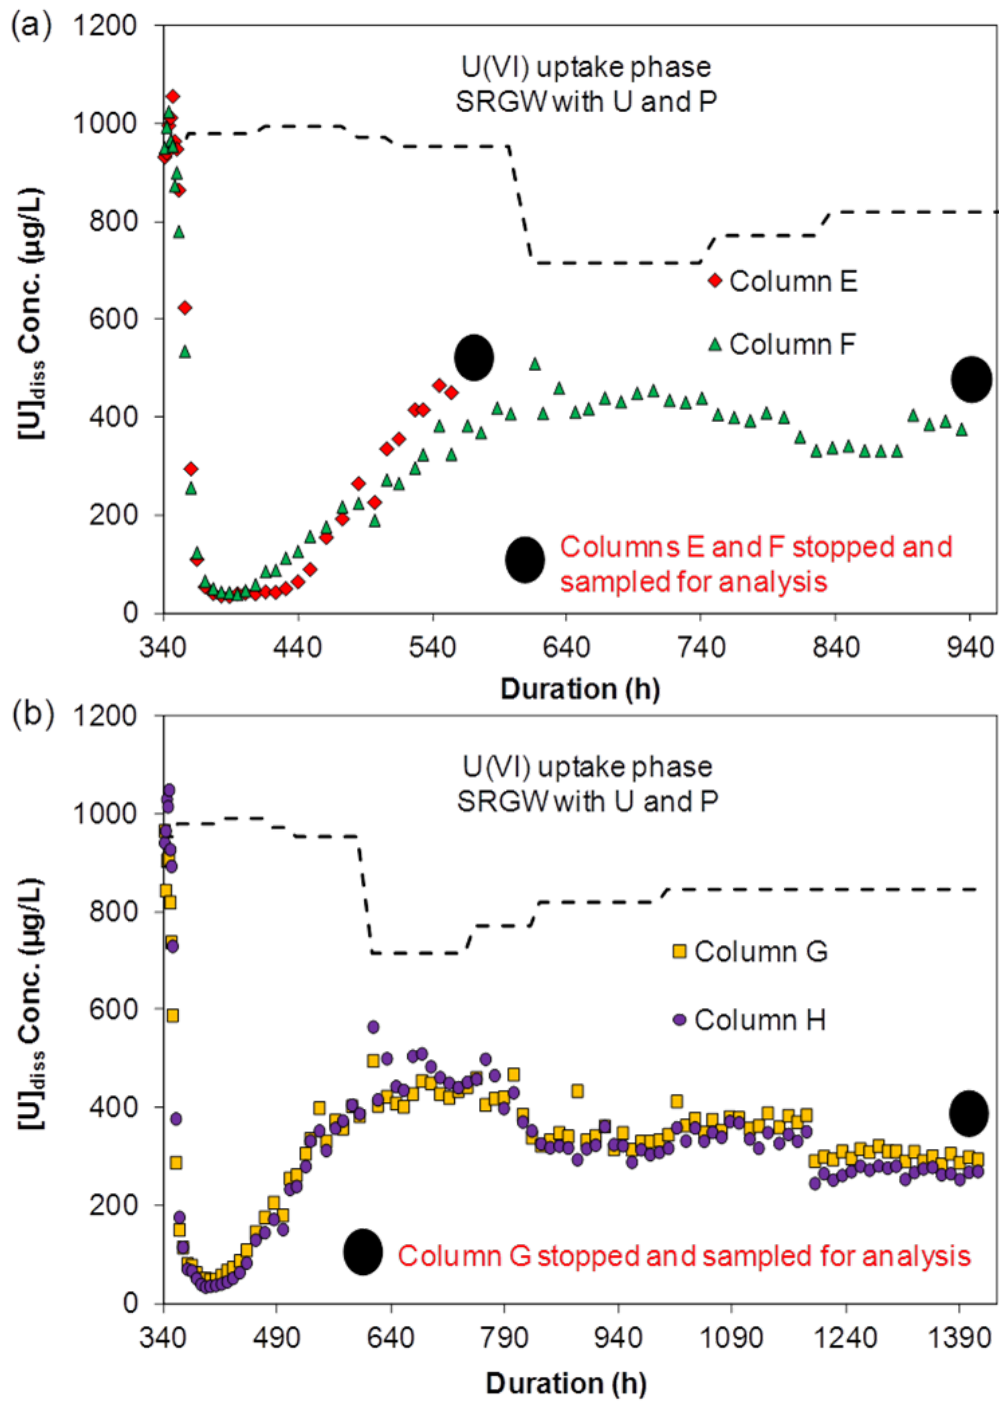 (a)
1200
1000
800
600
400
200
0
[U]diss Conc. (µg/L)
U(VI) uptake phase
SRGW with U and P
Column E
Column F
Columns E and F stopped and
sampled for analysis
340 440 540 640 740 840 940
Duration (h)
(b)
1200
1000
800
600
400
200
0
[U]diss Conc. (µg/L)
U(VI) uptake phase
SRGW with U and P
Column G
Column H
Column G stopped and sampled for analysis
340 490 640 790 940 1090 1240 1390
Duration (h)